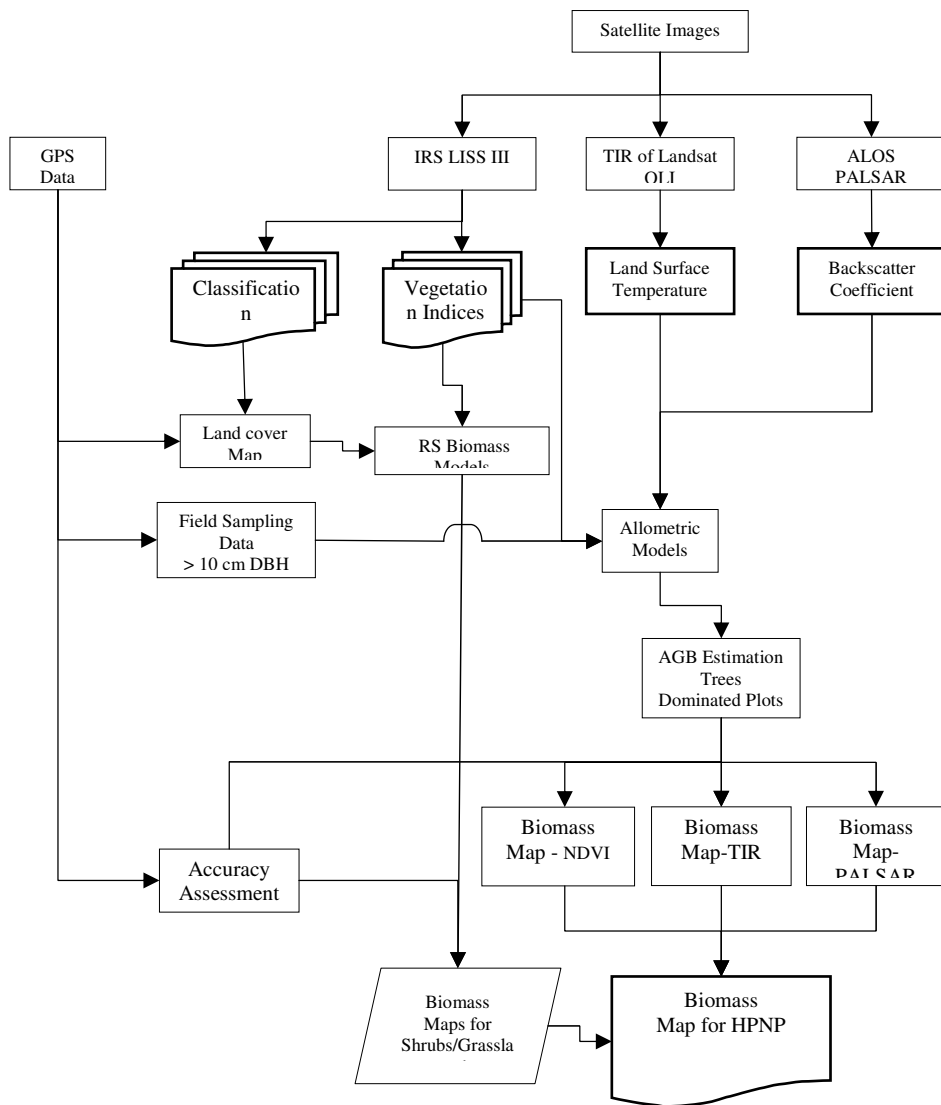 Satellite Images
GPS
Data
IRS LISS III
TIR of Landsat
OLI
ALOS
PALSAR
Classificatio
n
Vegetatio
n Indices
Land Surface
Temperature
Backscatter
Coefficient
Land cover
Map
RS Biomass
Models
Field Sampling
Data
> 10 cm DBH
Allometric
Models
AGB Estimation
Trees
Dominated Plots
Biomass
Map - NDVI
Biomass
Map-TIR
Biomass
Map-
PALSAR
Accuracy
Assessment
Biomass
Maps for
Shrubs/Grassla
Biomass
Map for HPNP